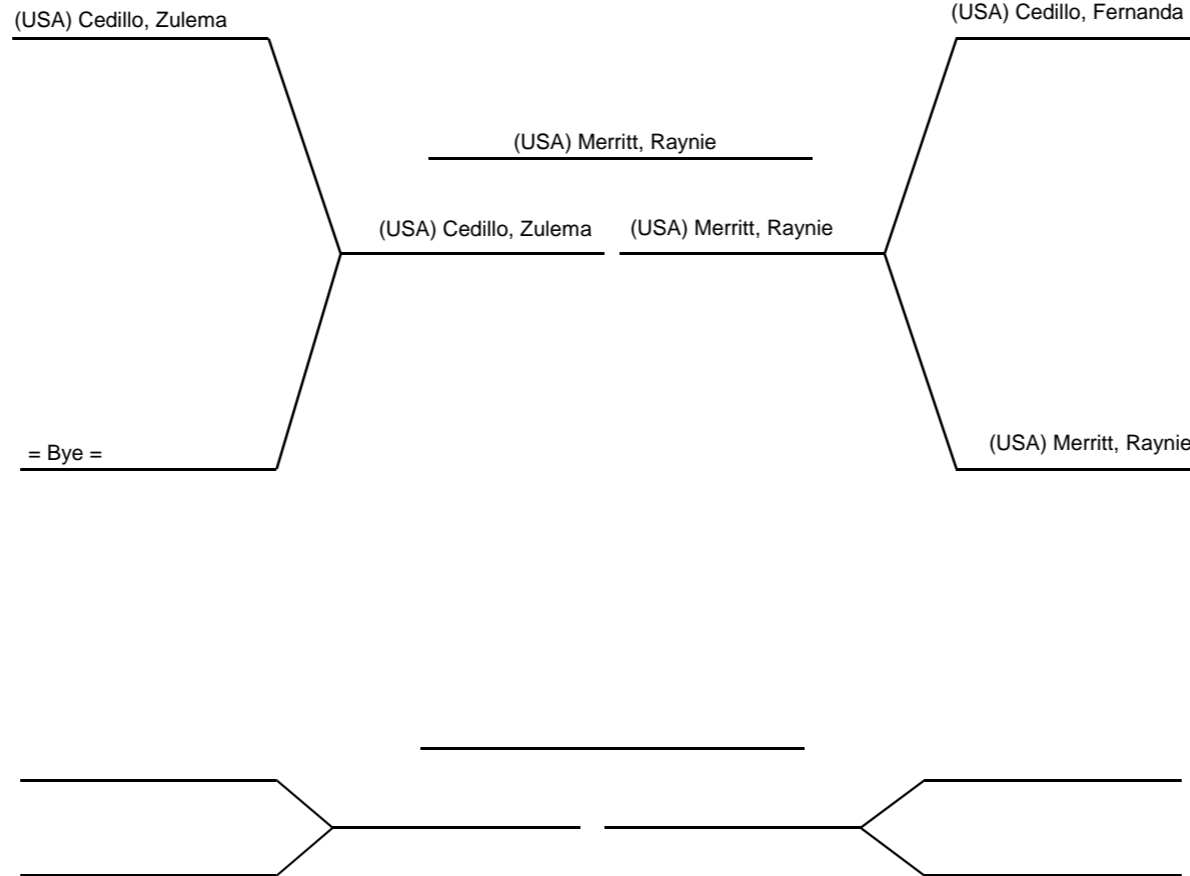 (USA) Cedillo, Zulema
(USA) Cedillo, Fernanda
(USA) Merritt, Raynie
(USA) Cedillo, Zulema
(USA) Merritt, Raynie
= Bye =
(USA) Merritt, Raynie